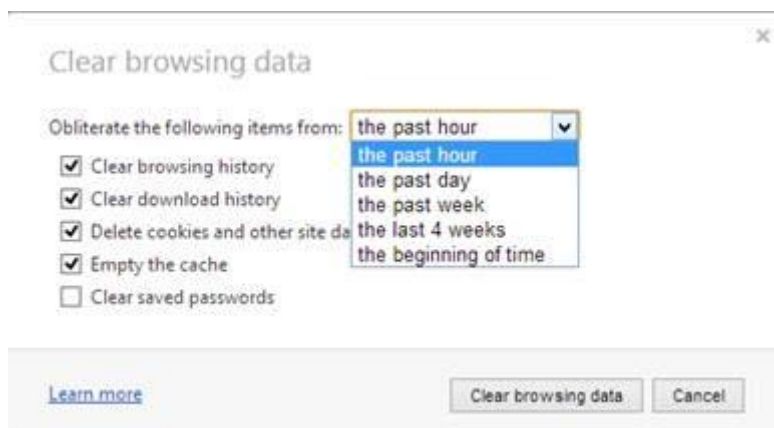 Clear browsing data
Obliterate the following items from: the past hour
the past hour
Clear browsing history
the past day
Clear download history
the past week
Delete cookies and other site da
the last 4 weeks
Empty the cache
the beginning of time
Clear saved passwords
Learn more
Clear browsing data
Cancel